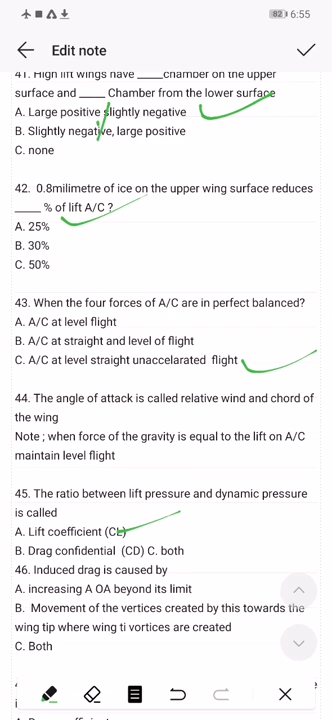 82 6:55
Edit note
41. High lift wings have _____chamber on the upper
surface and _____ Chamber from the lower surface
A. Large positive slightly negative
B. Slightly negative, large positive
C. none
42. 0.8milimetre of ice on the upper wing surface reduces
_____ % of lift A/C ?
A. 25%
B. 30%
C. 50%
43. When the four forces of A/C are in perfect balanced?
A. A/C at level flight
B. A/C at straight and level of flight
C. A/C at level straight unaccelarated flight
44. The angle of attack is called relative wind and chord of
the wing
Note ; when force of the gravity is equal to the lift on A/C
maintain level flight
45. The ratio between lift pressure and dynamic pressure
is called
A. Lift coefficient (CL)
B. Drag confidential (CD) C. both
46. Induced drag is caused by
A. increasing A OA beyond its limit
B. Movement of the vertices created by this towards the
wing tip where wing ti vortices are created
C. Both